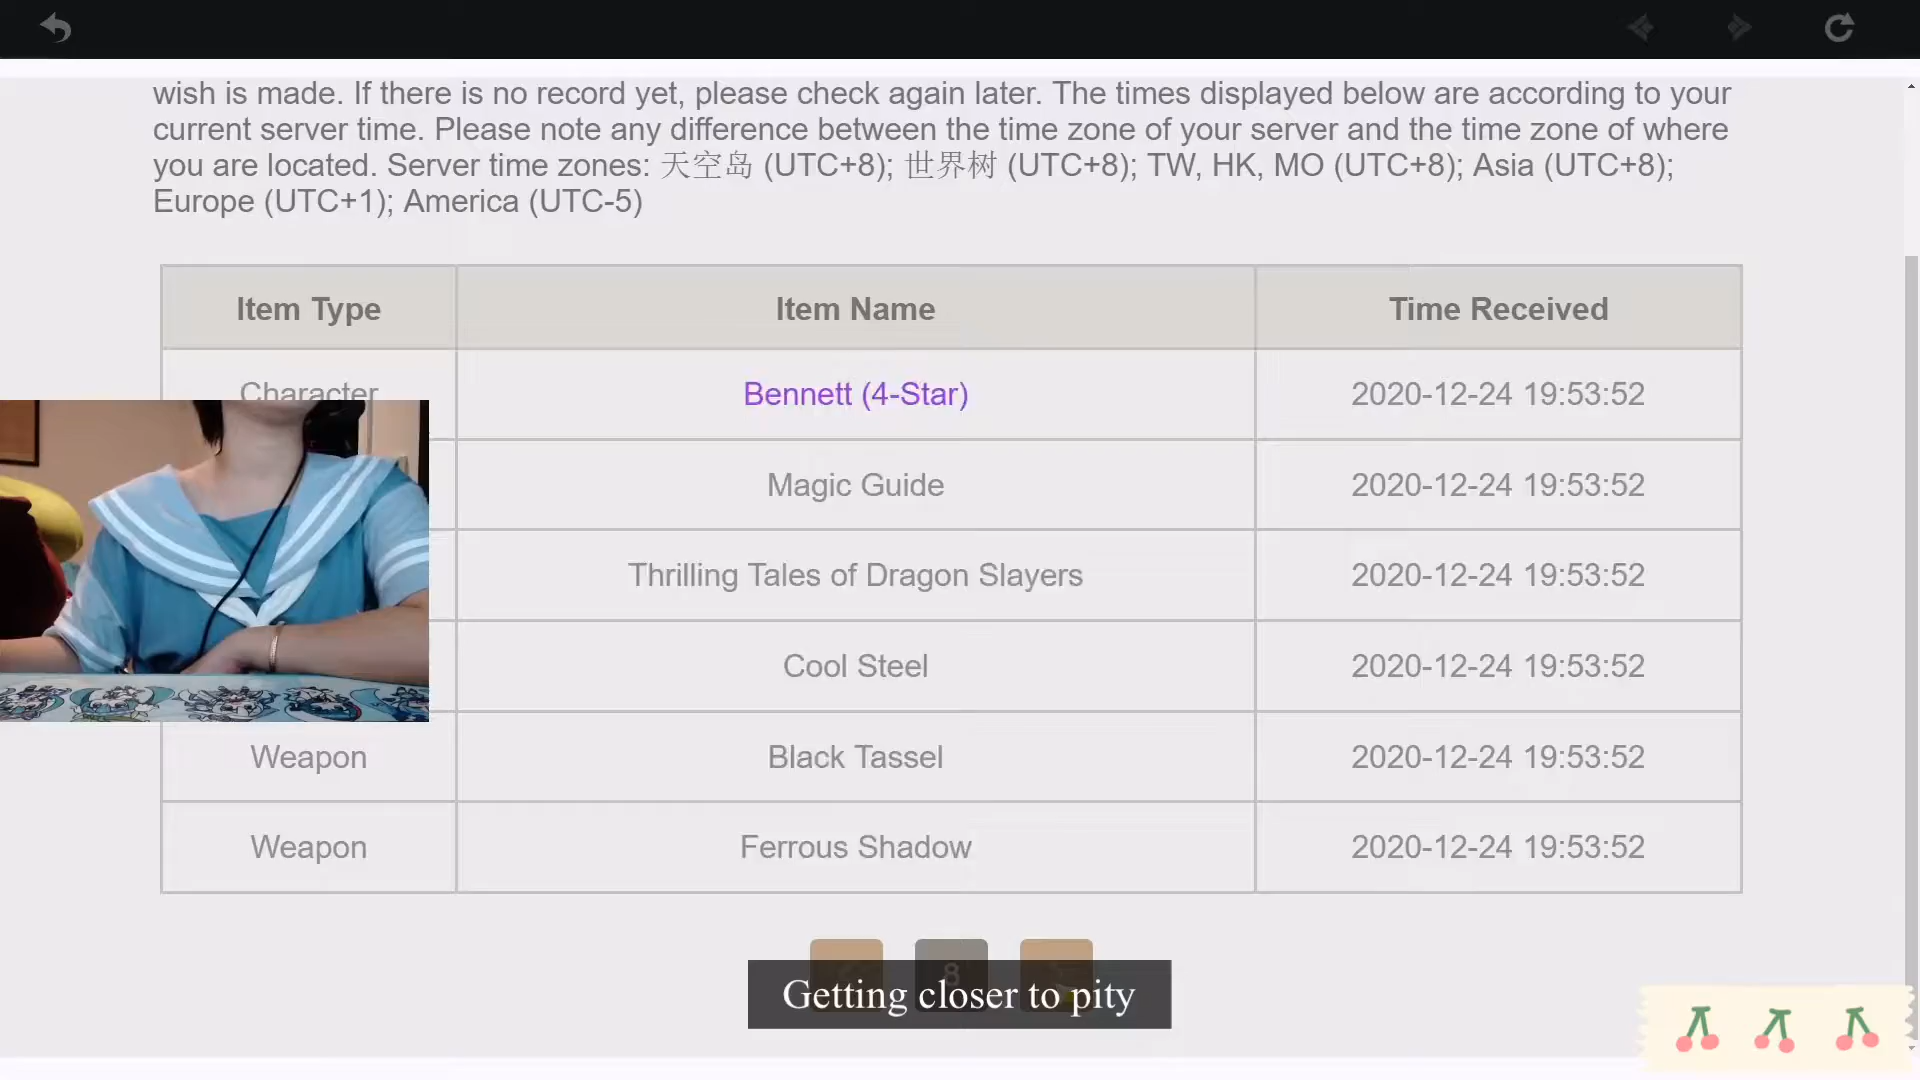 wish is made. If there is no record yet, please check again later. The times displayed below are according to your
current server time. Please note any difference between the time zone of your server and the time zone of where
you are located. Server time zones: 天空岛 (UTC+8); 世界树 (UTC+8); TW, HK, MO (UTC+8); Asia (UTC+8);
Europe (UTC+1); America (UTC-5)
Item Type Item Name Time Received
Character Bennett (4-Star) 2020-12-24 19:53:52
Magic Guide 2020-12-24 19:53:52
Thrilling Tales of Dragon Slayers 2020-12-24 19:53:52
Cool Steel 2020-12-24 19:53:52
Weapon Black Tassel 2020-12-24 19:53:52
Weapon Ferrous Shadow 2020-12-24 19:53:52
8
Getting closer to pity